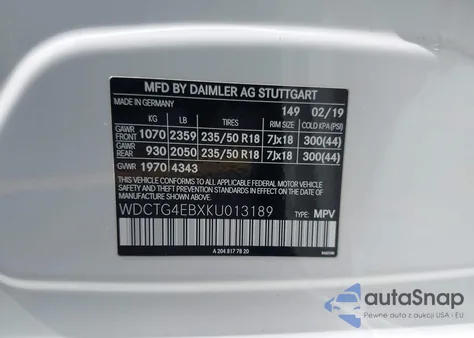 MFD BY DAIMLER AG STUTTGART
MADE IN GERMANY 149 02/19
KG LB TIRES RIM SIZE COLD KPA (PSI)
GAWR FRONT 1070 2359 235/50 R18 7Jx18 300(44)
GAWR REAR 930 2050 235/50 R18 7Jx18 300(44)
GVWR 1970 4343
THIS VEHICLE CONFORMS TO ALL APPLICABLE
FEDERAL MOTOR VEHICLE SAFETY, BUMPER
AND THEFT PREVENTION STANDARDS IN EFFECT
ON THE DATE OF MANUFACTURE SHOWN ABOVE.
WDCTG4EBXKU013189 TYPE: MPV
A 204 817 78 20
autoSnap
Pewne auto z aukcji USA - EU